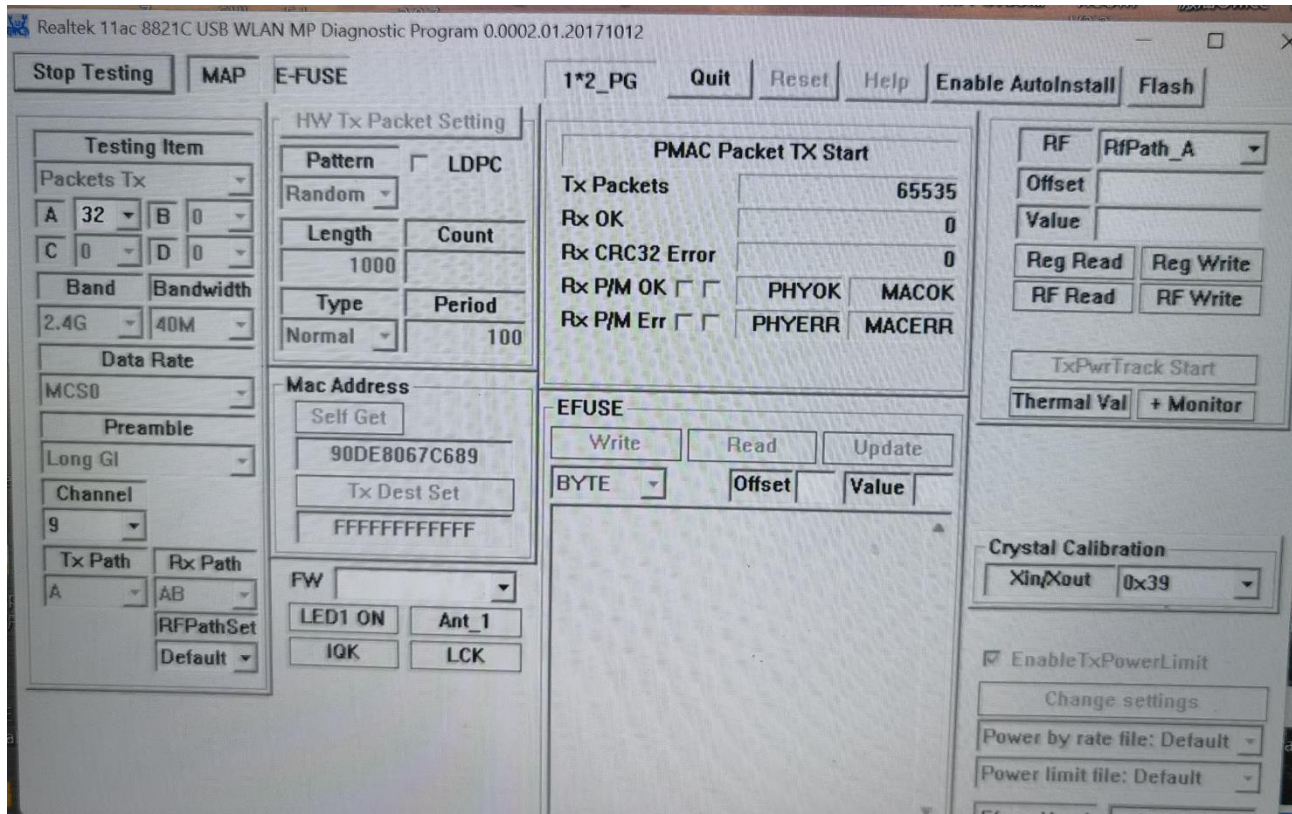 Realtek 11ac 8821C USB WLAN MP Diagnostic Program 0.0002.01.20171012
Stop Testing MAP E-FUSE 1*2_PG Quit Reset Help Enable AutoInstall Flash
Testing Item
Packets Tx
A 32 B 0
C 0 D 0
Band Bandwidth
2.4G 40M
Data Rate
MCS0
Preamble
Long GI
Channel
9
Tx Path Rx Path
A AB
RFPathSet
Default
HW Tx Packet Setting
Pattern LDPC
Random
Length Count
1000
Type Period
Normal 100
Mac Address
Self Get
90DE8067C689
Tx Dest Set
FFFFFFFFFFFF
FW
LED1 ON Ant_1
IQK LCK
PMAC Packet TX Start
Tx Packets 65535
Rx OK 0
Rx CRC32 Error 0
Rx P/M OK PHYOK MACOK
Rx P/M Err PHYERR MACERR
EFUSE
Write Read Update
BYTE Offset Value
RF RfPath_A
Offset
Value
Reg Read Reg Write
RF Read RF Write
TxPwrTrack Start
Thermal Val + Monitor
Crystal Calibration
Xin/Xout 0x39
EnableTxPowerLimit
Change settings
Power by rate file: Default
Power limit file: Default